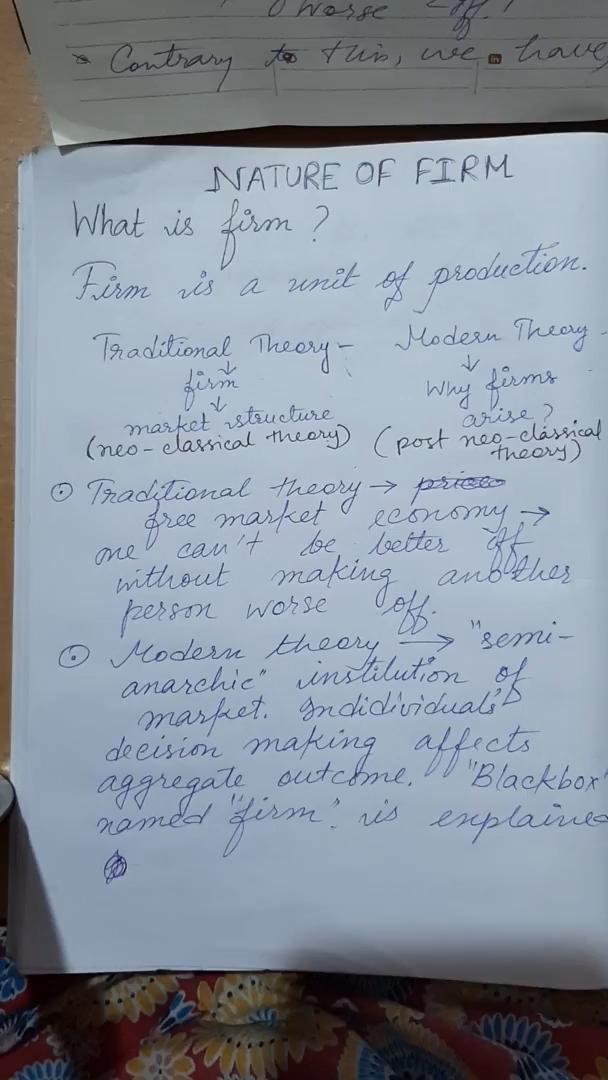 worse off.
Contrary to this, we have
NATURE OF FIRM
What is firm ?
Firm is a unit of production.
Traditional Theory – Modern Theory –
↓ ↓
firm Why firms
↓ arise ?
market structure
(neo-classical theory) (post neo-classical theory)
⊙ Traditional theory →
free market economy →
one can't be better off
without making another
person worse off.
⊙ Modern theory → "semi-
anarchic" institution of
market. Indidividuals'
decision making affects
aggregate outcome. "Blackbox"
named "firm". is explained